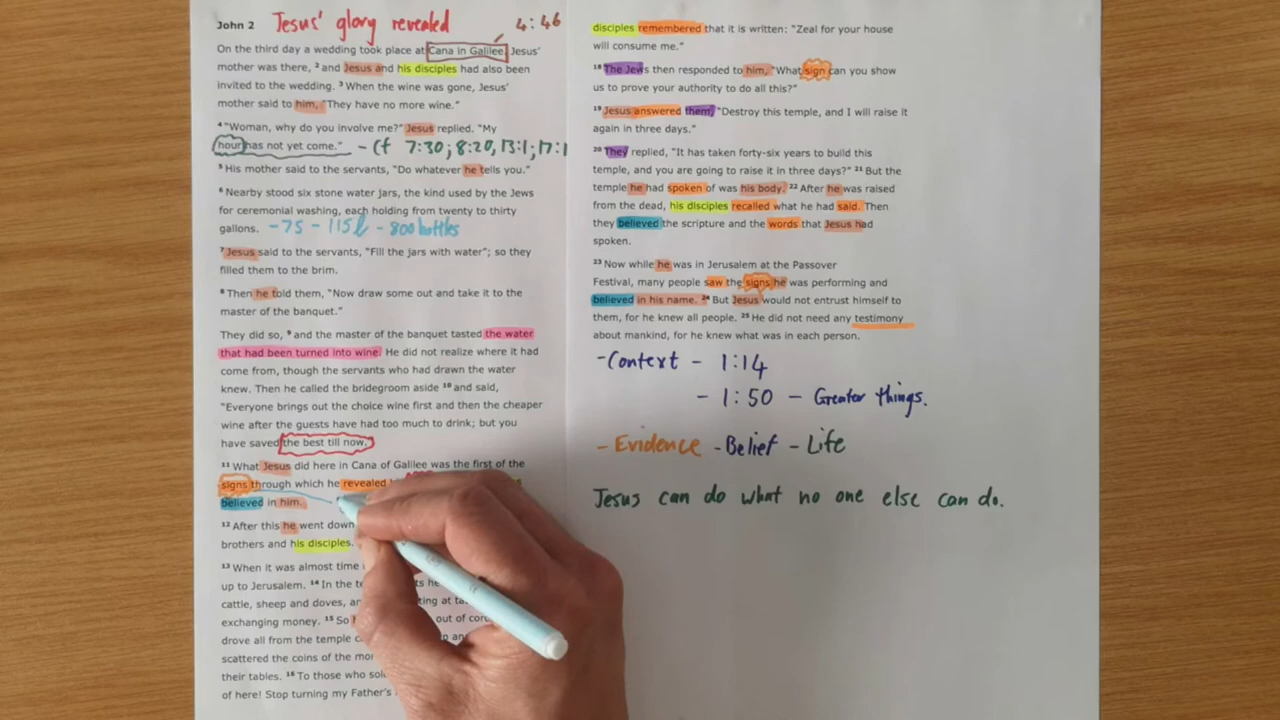 John 2 Jesus' glory revealed 4:46
On the third day a wedding took place at Cana in Galilee. Jesus'
mother was there, ² and Jesus and his disciples had also been
invited to the wedding. ³ When the wine was gone, Jesus'
mother said to him, "They have no more wine."
⁴ "Woman, why do you involve me?" Jesus replied. "My
hour has not yet come." - Cf 7:30; 8:20, 13:1; 17:1
⁵ His mother said to the servants, "Do whatever he tells you."
⁶ Nearby stood six stone water jars, the kind used by the Jews
for ceremonial washing, each holding from twenty to thirty
gallons. - 75 - 115l - 800 bottles
⁷ Jesus said to the servants, "Fill the jars with water"; so they
filled them to the brim.
⁸ Then he told them, "Now draw some out and take it to the
master of the banquet."
They did so, ⁹ and the master of the banquet tasted the water
that had been turned into wine. He did not realize where it had
come from, though the servants who had drawn the water
knew. Then he called the bridegroom aside ¹⁰ and said,
"Everyone brings out the choice wine first and then the cheaper
wine after the guests have had too much to drink; but you
have saved the best till now."
¹¹ What Jesus did here in Cana of Galilee was the first of the
signs through which he revealed
believed in him.
¹² After this he went down
brothers and his disciples.
¹³ When it was almost time
up to Jerusalem. ¹⁴ In the
cattle, sheep and doves,
exchanging money. ¹⁵ So out of
drove all from the temple
scattered the coins of the
their tables. ¹⁶ To those who
of here! Stop turning my Father's
disciples remembered that it is written: "Zeal for your house
will consume me."
¹⁸ The Jews then responded to him, "What sign can you show
us to prove your authority to do all this?"
¹⁹ Jesus answered them, "Destroy this temple, and I will raise it
again in three days."
²⁰ They replied, "It has taken forty-six years to build this
temple, and you are going to raise it in three days?" ²¹ But the
temple he had spoken of was his body. ²² After he was raised
from the dead, his disciples recalled what he had said. Then
they believed the scripture and the words that Jesus had
spoken.
²³ Now while he was in Jerusalem at the Passover
Festival, many people saw the signs he was performing and
believed in his name. ²⁴ But Jesus would not entrust himself to
them, for he knew all people. ²⁵ He did not need any testimony
about mankind, for he knew what was in each person.
- Context - 1:14
- 1:50 - Greater things.
- Evidence - Belief - Life
Jesus can do what no one else can do.